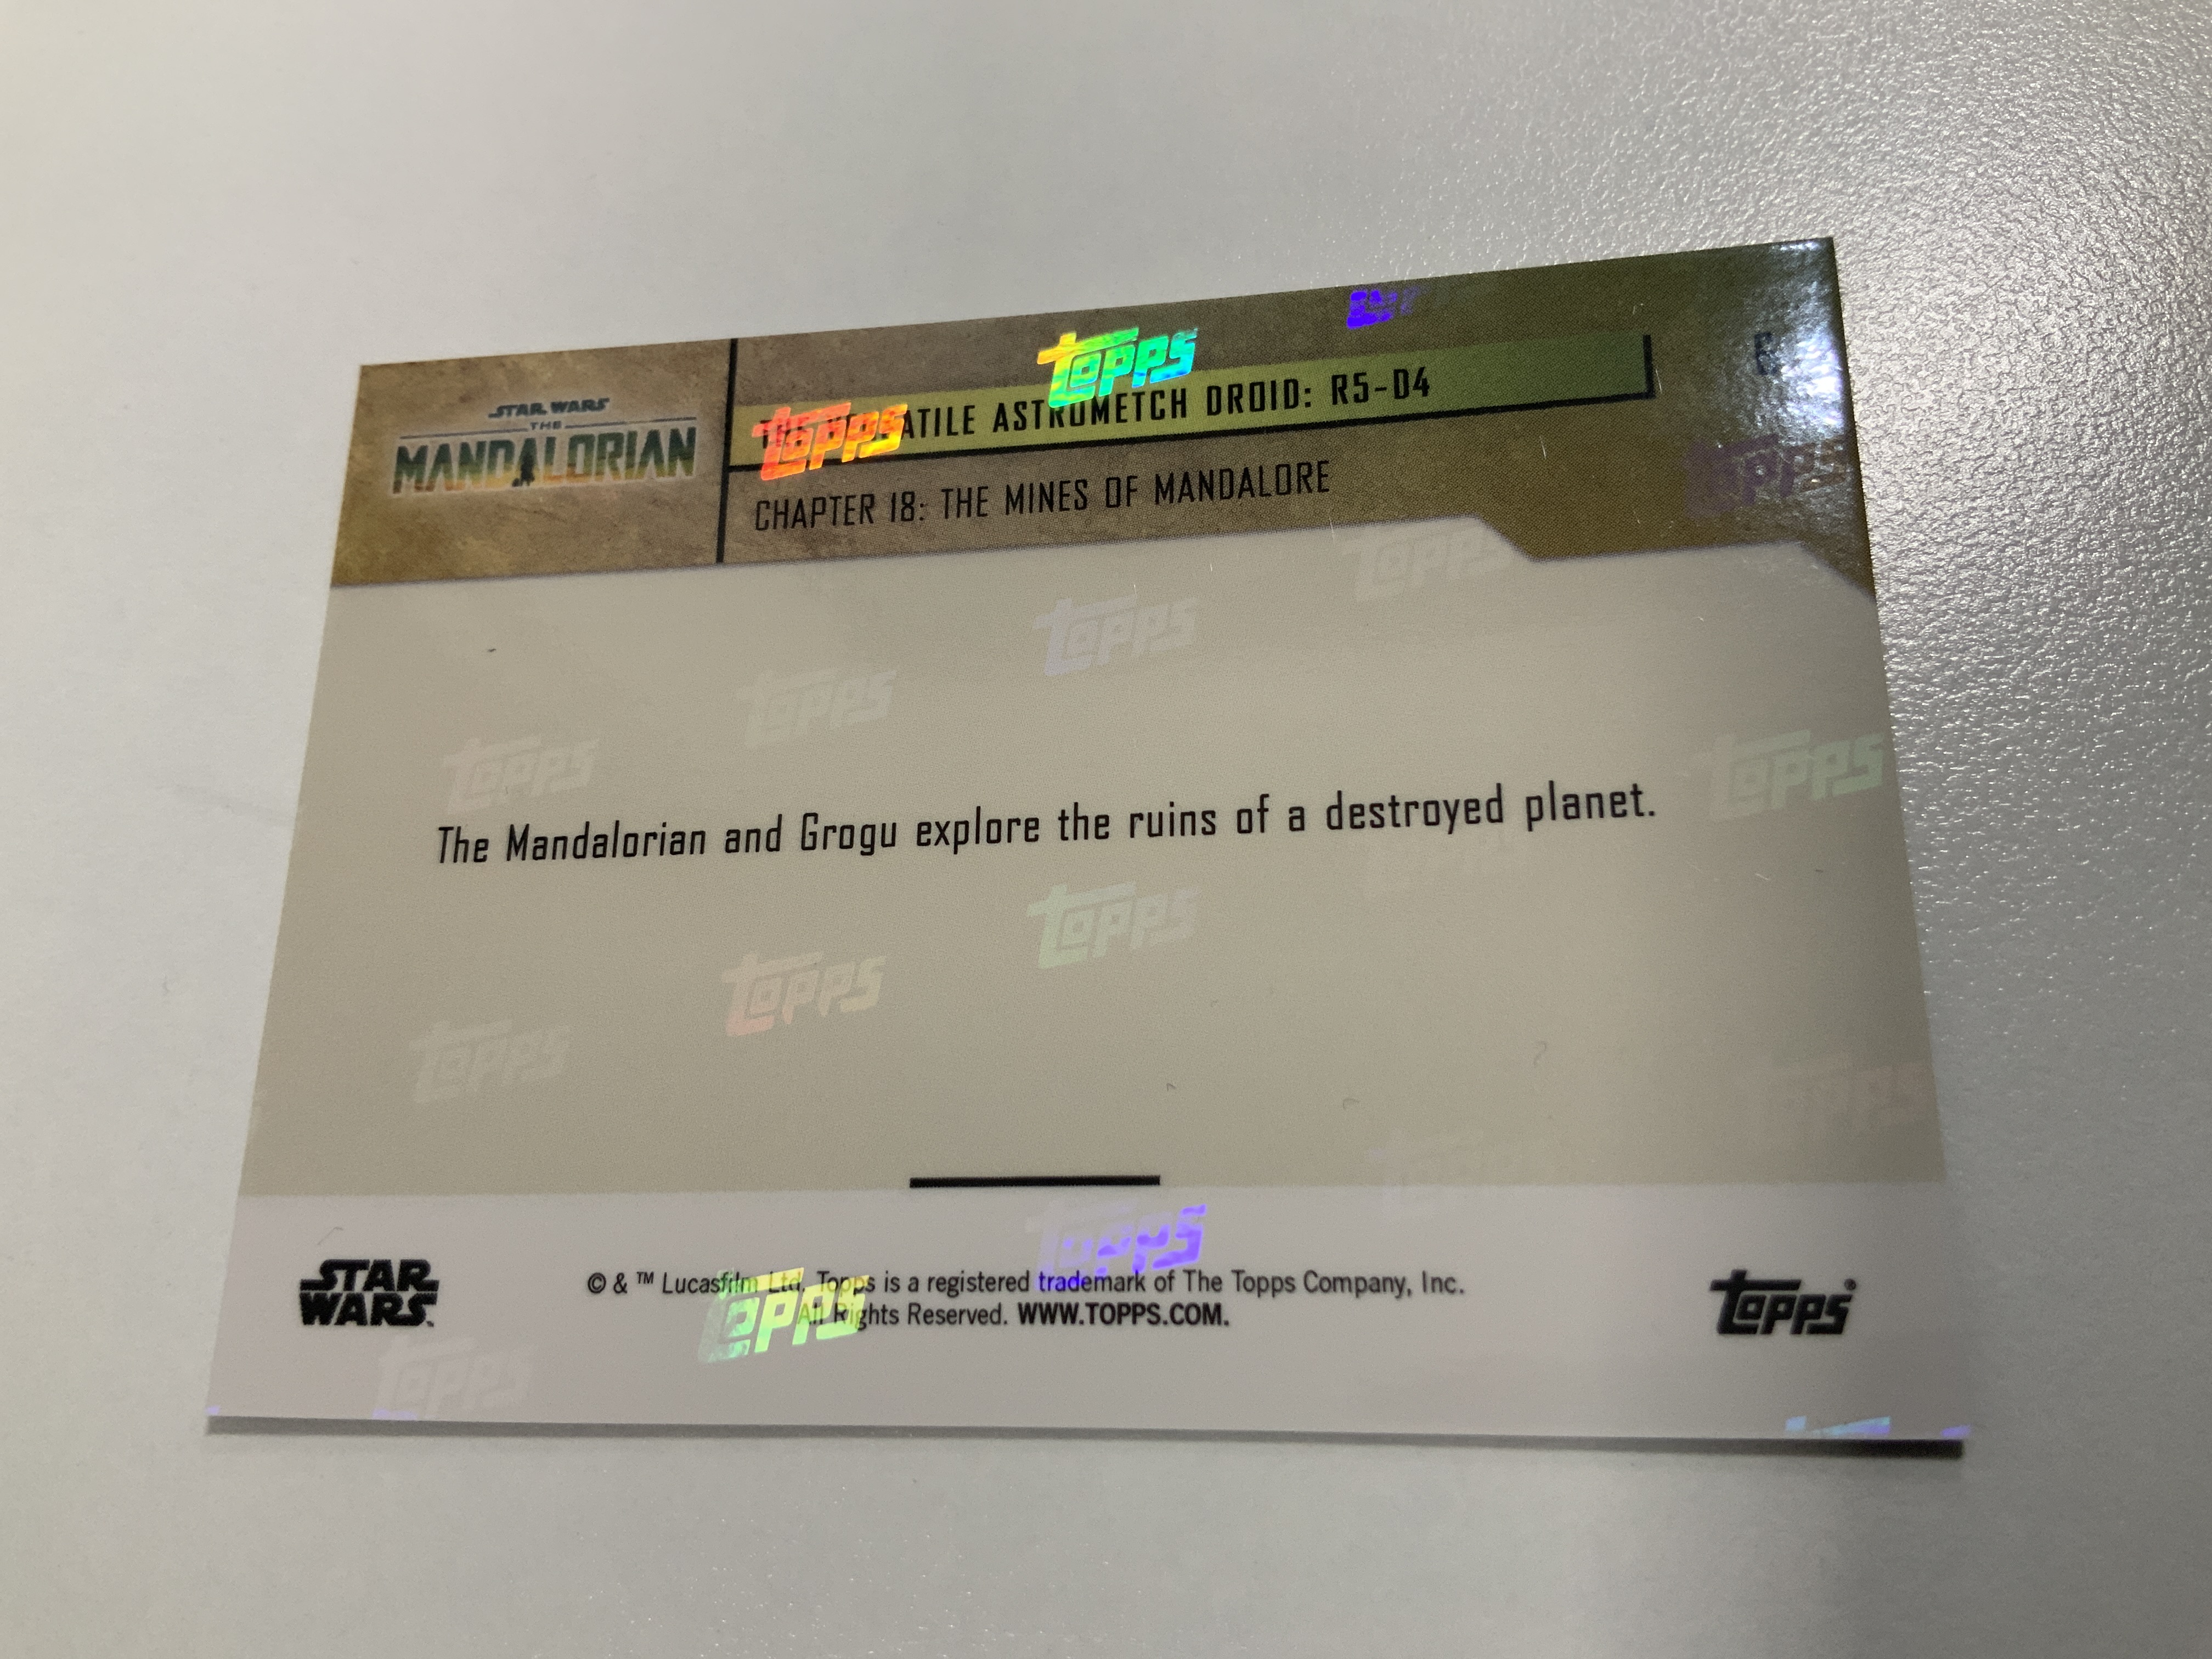 STAR WARS
THE
MANDALORIAN
THE VERSATILE ASTROMETCH DROID: R5-D4
CHAPTER 18: THE MINES OF MANDALORE
The Mandalorian and Grogu explore the ruins of a destroyed planet.
STAR WARS
© & ™ Lucasfilm Ltd. Topps is a registered trademark of The Topps Company, Inc.
All Rights Reserved. WWW.TOPPS.COM.
Topps®